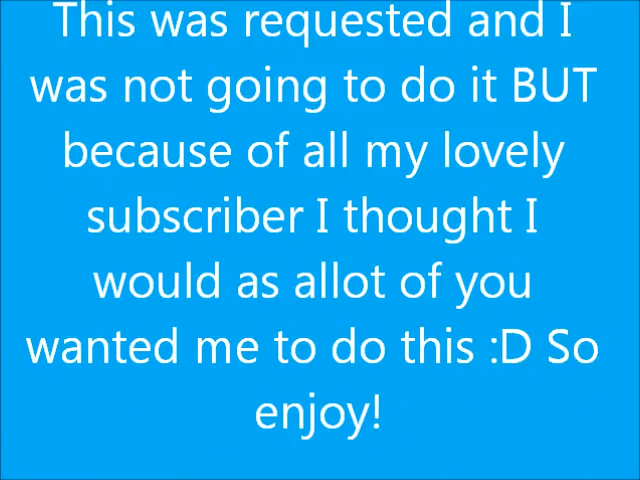 This was requested and I
was not going to do it BUT
because of all my lovely
subscriber I thought I
would as allot of you
wanted me to do this :D So
enjoy!